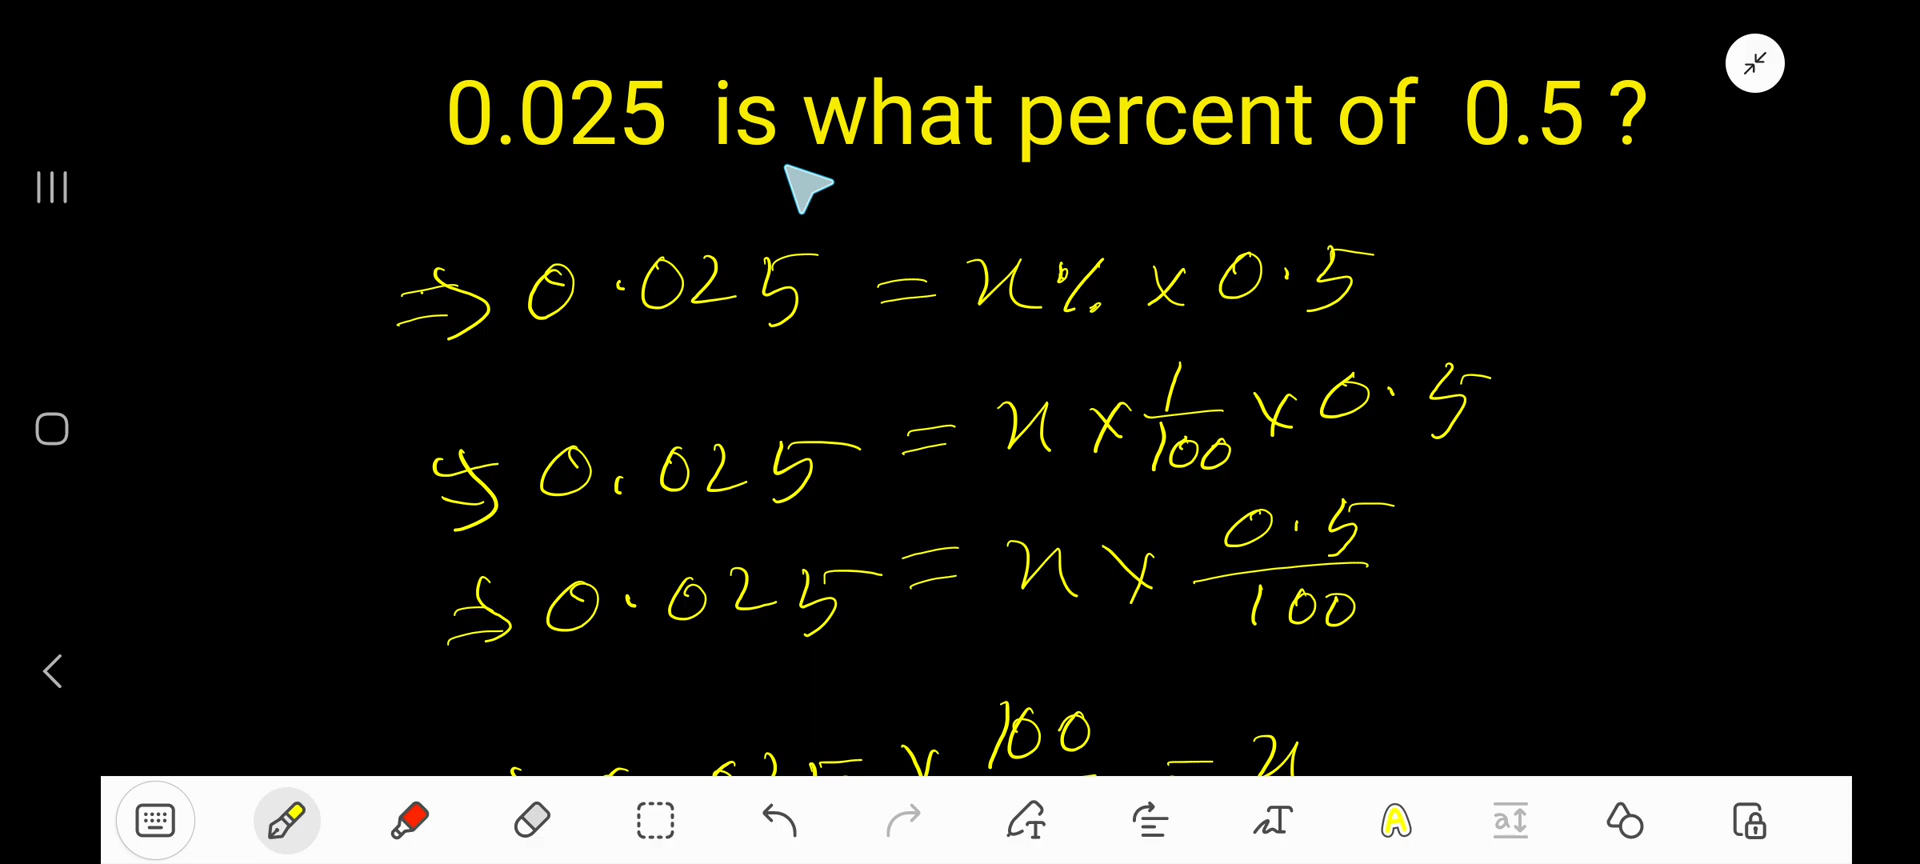 0.025 is what percent of 0.5 ?
⇒ 0.025 = x% × 0.5
⇒ 0.025 = x × 1/100 × 0.5
⇒ 0.025 = x × 0.5/100
100 = x